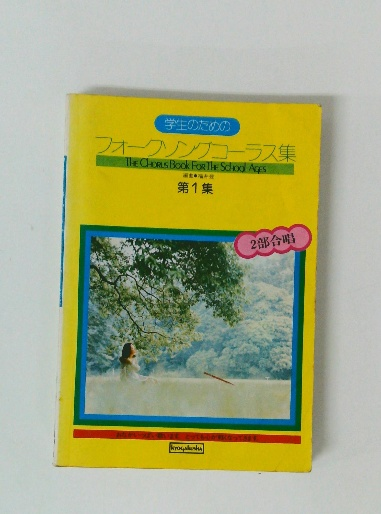 学生のための
フォークソングコーラス集
THE CHORUS BOOK FOR THE SCHOOL AGES
第1集
2部合唱
kyogakusha